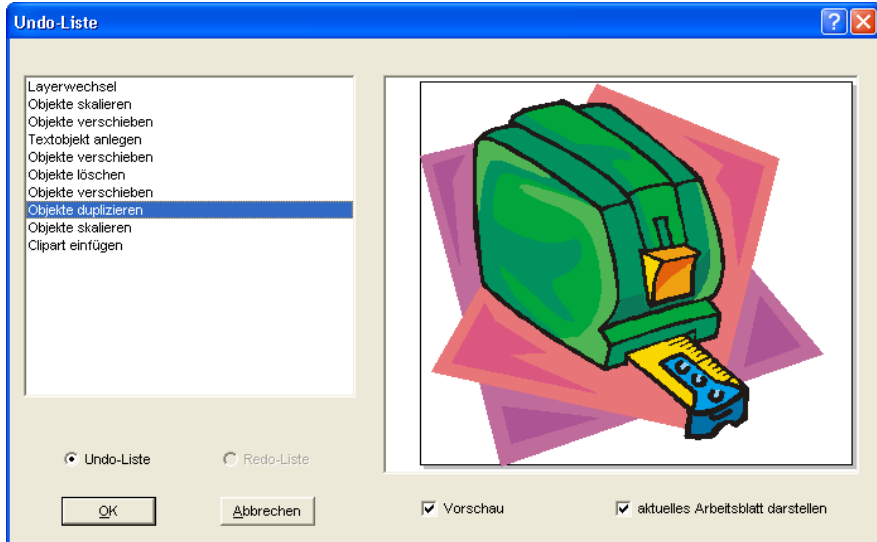 Undo-Liste
Layerwechsel
Objekte skalieren
Objekte verschieben
Textobjekt anlegen
Objekte verschieben
Objekte löschen
Objekte verschieben
Objekte duplizieren
Objekte skalieren
Clipart einfügen
Undo-Liste
Redo-Liste
OK
Abbrechen
Vorschau
aktuelles Arbeitsblatt darstellen